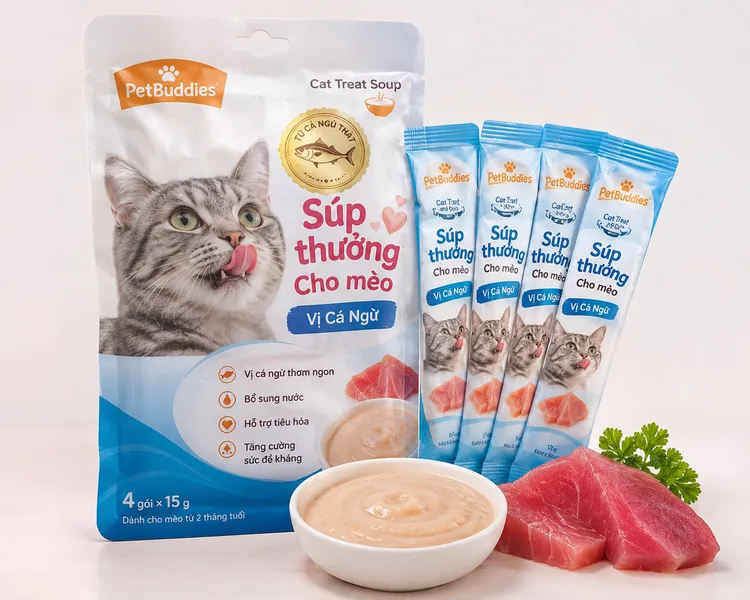 PetBuddies
Cat Treat Soup
TỪ CÁ NGỪ THẬT
Súp
thưởng
Cho mèo
Vị Cá Ngừ
Vị cá ngừ thơm ngon
Bổ sung nước
Hỗ trợ tiêu hóa
Tăng cường
sức đề kháng
4 gói × 15 g
Dành cho mèo từ 2 tháng tuổi
PetBuddies
Cat Treat
Súp
thưởng
Cho mèo
Vị Cá Ngừ
PetBuddies
Cat Treat
Súp
thưởng
Cho mèo
Vị Cá Ngừ
PetBuddies
Súp
thưởng
Cho mèo
Vị Cá Ngừ
PetBuddies
Cat Treat
Súp
thưởng
Cho mèo
Vị Cá Ngừ